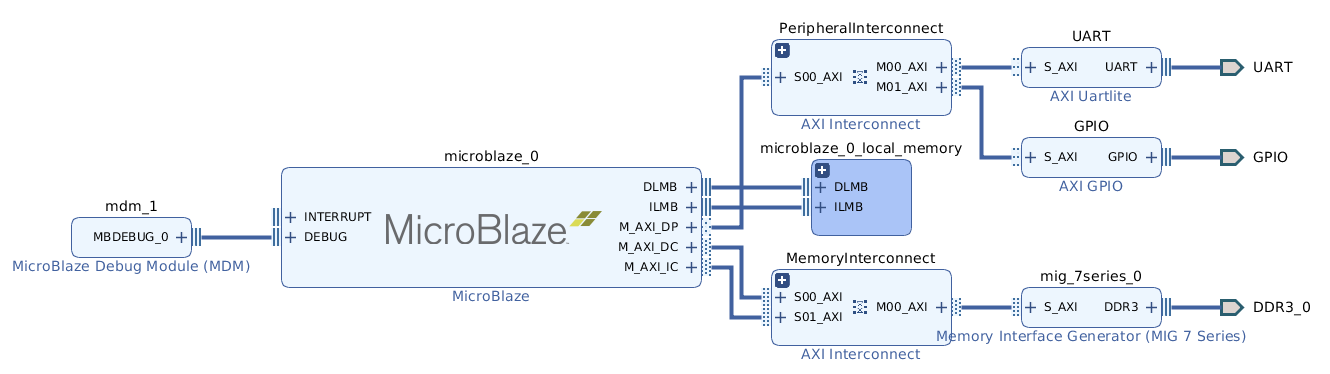 mdm_1
MBDEBUG_0
MicroBlaze Debug Module (MDM)
microblaze_0
INTERRUPT
DEBUG
MicroBlaze
DLMB
ILMB
M_AXI_DP
M_AXI_DC
M_AXI_IC
MicroBlaze
PeripheralInterconnect
S00_AXI
M00_AXI
M01_AXI
AXI Interconnect
microblaze_0_local_memory
DLMB
ILMB
MemoryInterconnect
S00_AXI
S01_AXI
M00_AXI
AXI Interconnect
UART
S_AXI UART
AXI Uartlite
UART
GPIO
S_AXI GPIO
AXI GPIO
GPIO
mig_7series_0
S_AXI DDR3
Memory Interface Generator (MIG 7 Series)
DDR3_0